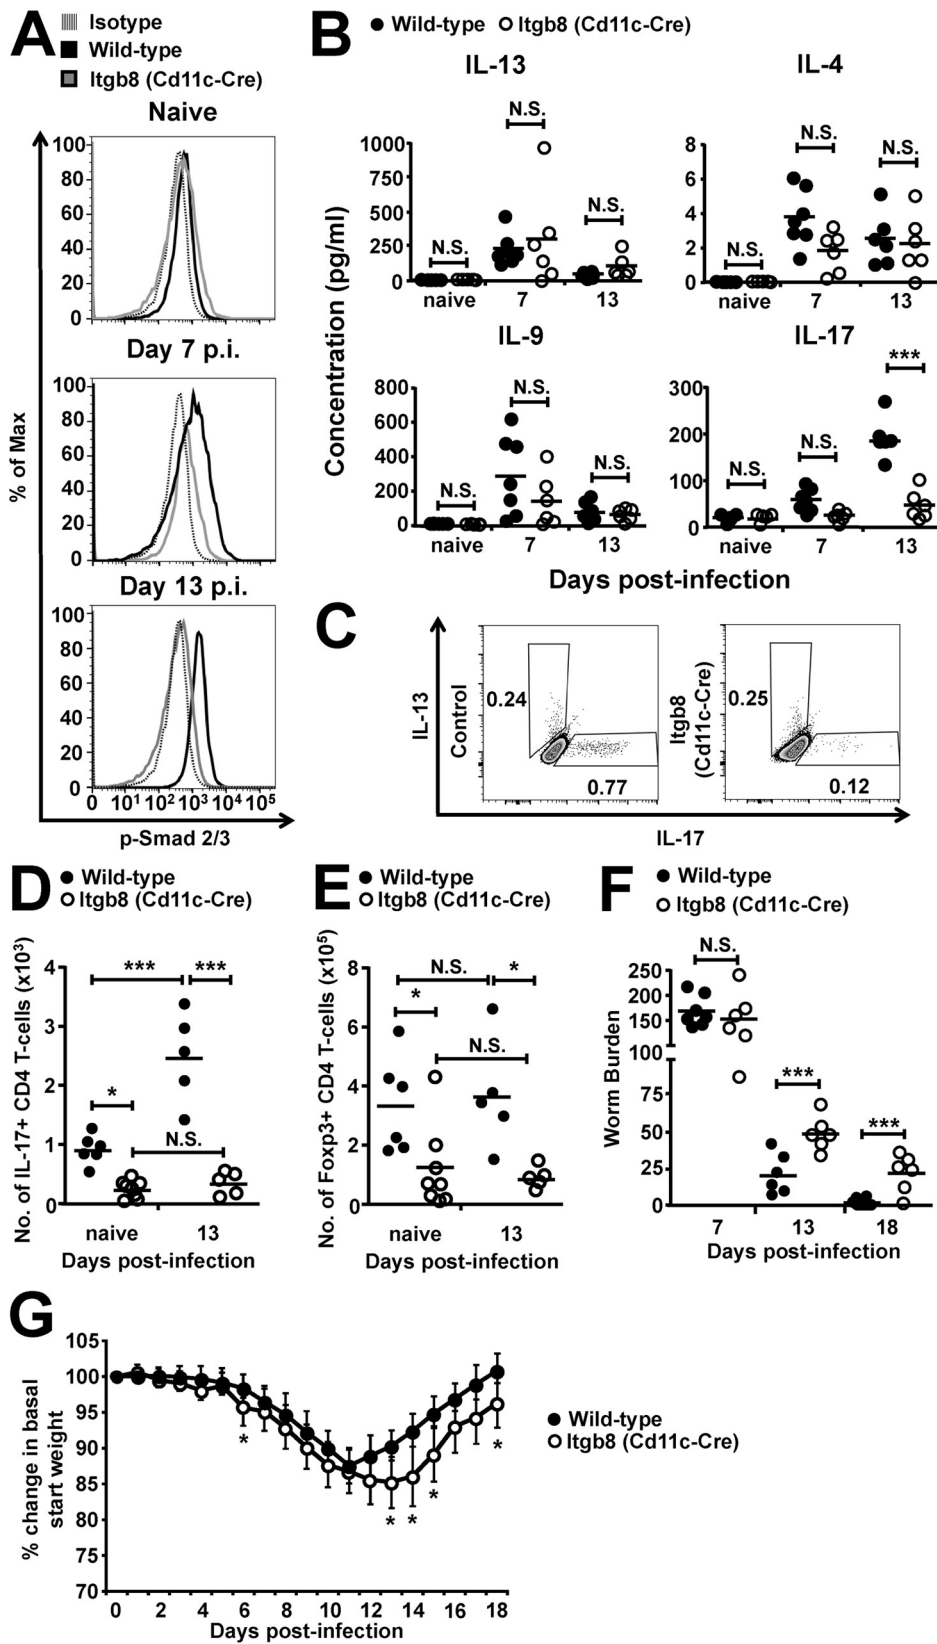 A
Isotype
Wild-type
Itgb8 (Cd11c-Cre)
Naive
100
80
60
40
20
0
Day 7 p.i.
100
80
60
40
20
0
Day 13 p.i.
100
80
60
40
20
0
0 10¹ 10² 10³ 10⁴ 10⁵
% of Max
p-Smad 2/3
B
Wild-type Itgb8 (Cd11c-Cre)
IL-13
1000
750
500
250
0
N.S. N.S. N.S.
naive 7 13
IL-4
8
6
4
2
0
N.S. N.S. N.S.
naive 7 13
Concentration (pg/ml)
IL-9
800
600
400
200
0
N.S. N.S. N.S.
naive 7 13
IL-17
300
200
100
0
N.S. N.S. ***
naive 7 13
Days post-infection
C
IL-13
Control
0.24
0.77
Itgb8
(Cd11c-Cre)
0.25
0.12
IL-17
D
Wild-type
Itgb8 (Cd11c-Cre)
No. of IL-17+ CD4 T-cells (x10³)
4
3
2
1
0
*** ***
*
N.S.
naive 13
Days post-infection
E
Wild-type
Itgb8 (Cd11c-Cre)
No. of Foxp3+ CD4 T-cells (x10⁵)
8
6
4
2
0
N.S. *
*
N.S.
naive 13
Days post-infection
F
Wild-type
Itgb8 (Cd11c-Cre)
Worm Burden
250
200
150
100
75
50
25
0
N.S.
***
***
7 13 18
Days post-infection
G
% change in basal
start weight
105
100
95
90
85
80
75
70
* * * * *
0 2 4 6 8 10 12 14 16 18
Days post-infection
Wild-type
Itgb8 (Cd11c-Cre)